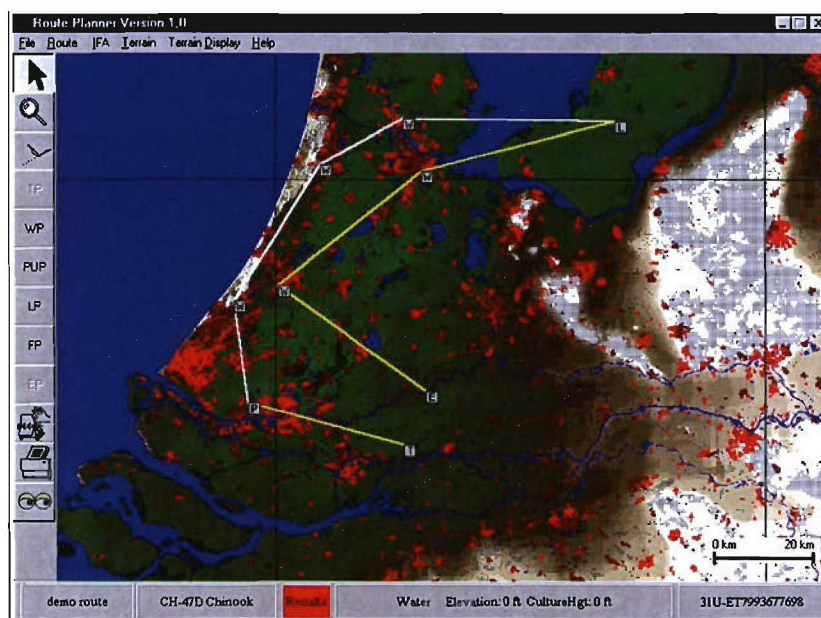 Route Planner Version 1.0
File Route IFA Terrain Terrain Display Help
TP
WP
PUP
LP
FP
EP
W
L
W
W
W
W
E
P
T
0 km 20 km
demo route CH-47D Chinook Results Water Elevation: 0 ft CultureHgt: 0 ft 31U-ET7993677698